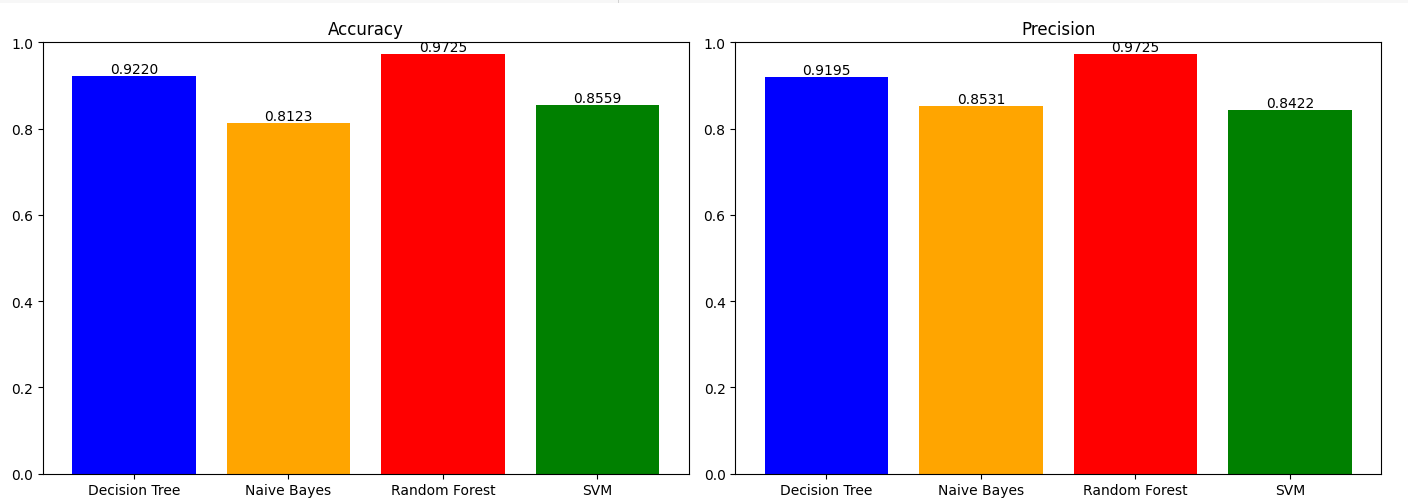 Accuracy
1.0
0.8
0.6
0.4
0.2
0.0
0.9220
0.8123
0.9725
0.8559
Decision Tree
Naive Bayes
Random Forest
SVM
Precision
1.0
0.8
0.6
0.4
0.2
0.0
0.9195
0.8531
0.9725
0.8422
Decision Tree
Naive Bayes
Random Forest
SVM